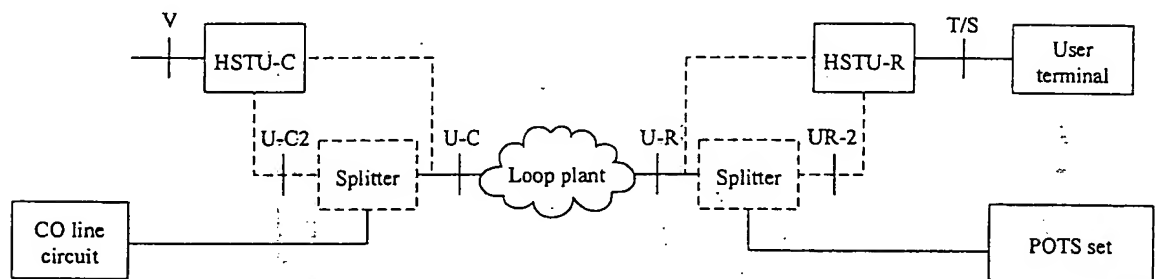 V
HSTU-C
HSTU-R
T/S
User
terminal
U-C2
Splitter
U-C
Loop plant
U-R
Splitter
UR-2
CO line
circuit
POTS set